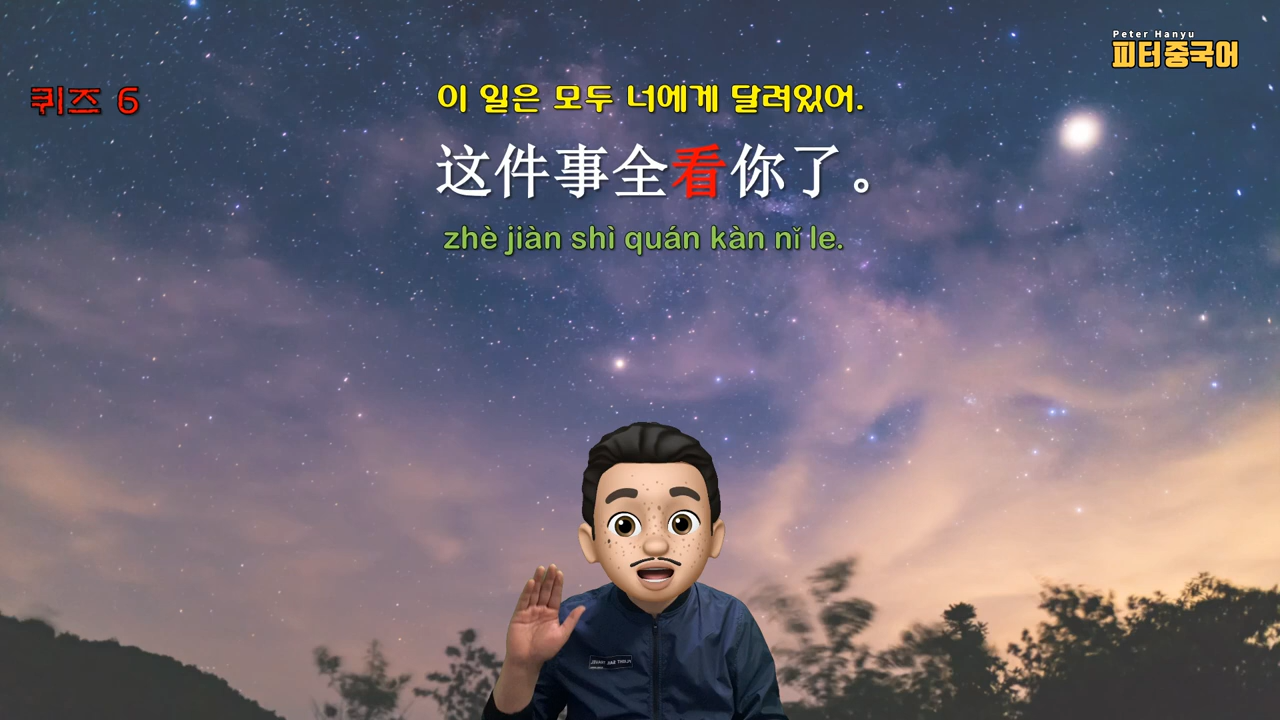 Peter Hanyu
피터 중국어
퀴즈 6
이 일은 모두 너에게 달려있어.
这件事全看你了。
zhè jiàn shì quán kàn nǐ le.